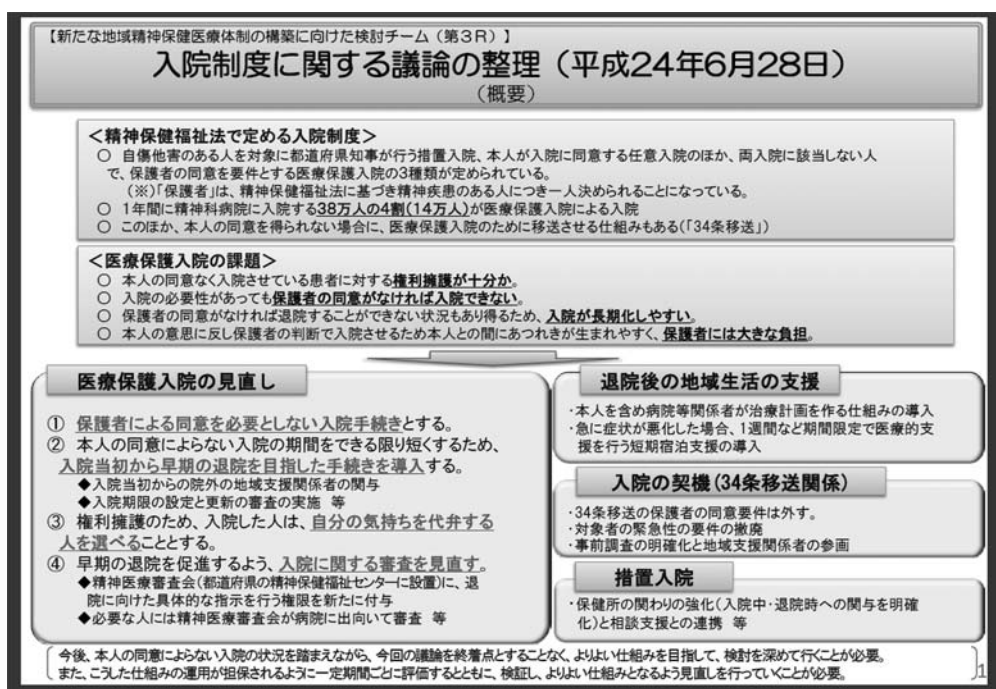 【新たな地域精神保健医療体制の構築に向けた検討チーム（第３Ｒ）】
入院制度に関する議論の整理（平成24年6月28日）
（概要）
＜精神保健福祉法で定める入院制度＞
○ 自傷他害のある人を対象に都道府県知事が行う措置入院、本人が入院に同意する任意入院のほか、両入院に該当しない人
で、保護者の同意を要件とする医療保護入院の３種類が定められている。
（※）「保護者」は、精神保健福祉法に基づき精神疾患のある人につき一人決められることになっている。
○ １年間に精神科病院に入院する38万人の4割（14万人）が医療保護入院による入院
○ このほか、本人の同意を得られない場合に、医療保護入院のために移送させる仕組みもある（「34条移送」）
＜医療保護入院の課題＞
○ 本人の同意なく入院させている患者に対する権利擁護が十分か。
○ 入院の必要性があっても保護者の同意がなければ入院できない。
○ 保護者の同意がなければ退院することができない状況もあり得るため、入院が長期化しやすい。
○ 本人の意思に反し保護者の判断で入院させるため本人との間にあつれきが生まれやすく、保護者には大きな負担。
医療保護入院の見直し
① 保護者による同意を必要としない入院手続きとする。
② 本人の同意によらない入院の期間をできる限り短くするため、
入院当初から早期の退院を目指した手続きを導入する。
◆入院当初からの院外の地域支援関係者の関与
◆入院期限の設定と更新の審査の実施 等
③ 権利擁護のため、入院した人は、自分の気持ちを代弁する
人を選べることとする。
④ 早期の退院を促進するよう、入院に関する審査を見直す。
◆精神医療審査会（都道府県の精神保健福祉センターに設置）に、退
院に向けた具体的な指示を行う権限を新たに付与
◆必要な人には精神医療審査会が病院に出向いて審査 等
退院後の地域生活の支援
・本人を含め病院等関係者が治療計画を作る仕組みの導入
・急に症状が悪化した場合、１週間など期間限定で医療的支
援を行う短期宿泊支援の導入
入院の契機（34条移送関係）
・34条移送の保護者の同意要件は外す。
・対象者の緊急性の要件の撤廃
・事前調査の明確化と地域支援関係者の参画
措置入院
・保健所の関わりの強化（入院中・退院時への関与を明確
化）と相談支援との連携 等
今後、本人の同意によらない入院の状況を踏まえながら、今回の議論を終着点とすることなく、よりよい仕組みを目指して、検討を深めて行くことが必要。
また、こうした仕組みの運用が担保されるように一定期間ごとに評価するとともに、検証し、よりよい仕組みとなるよう見直しを行っていくことが必要。
1